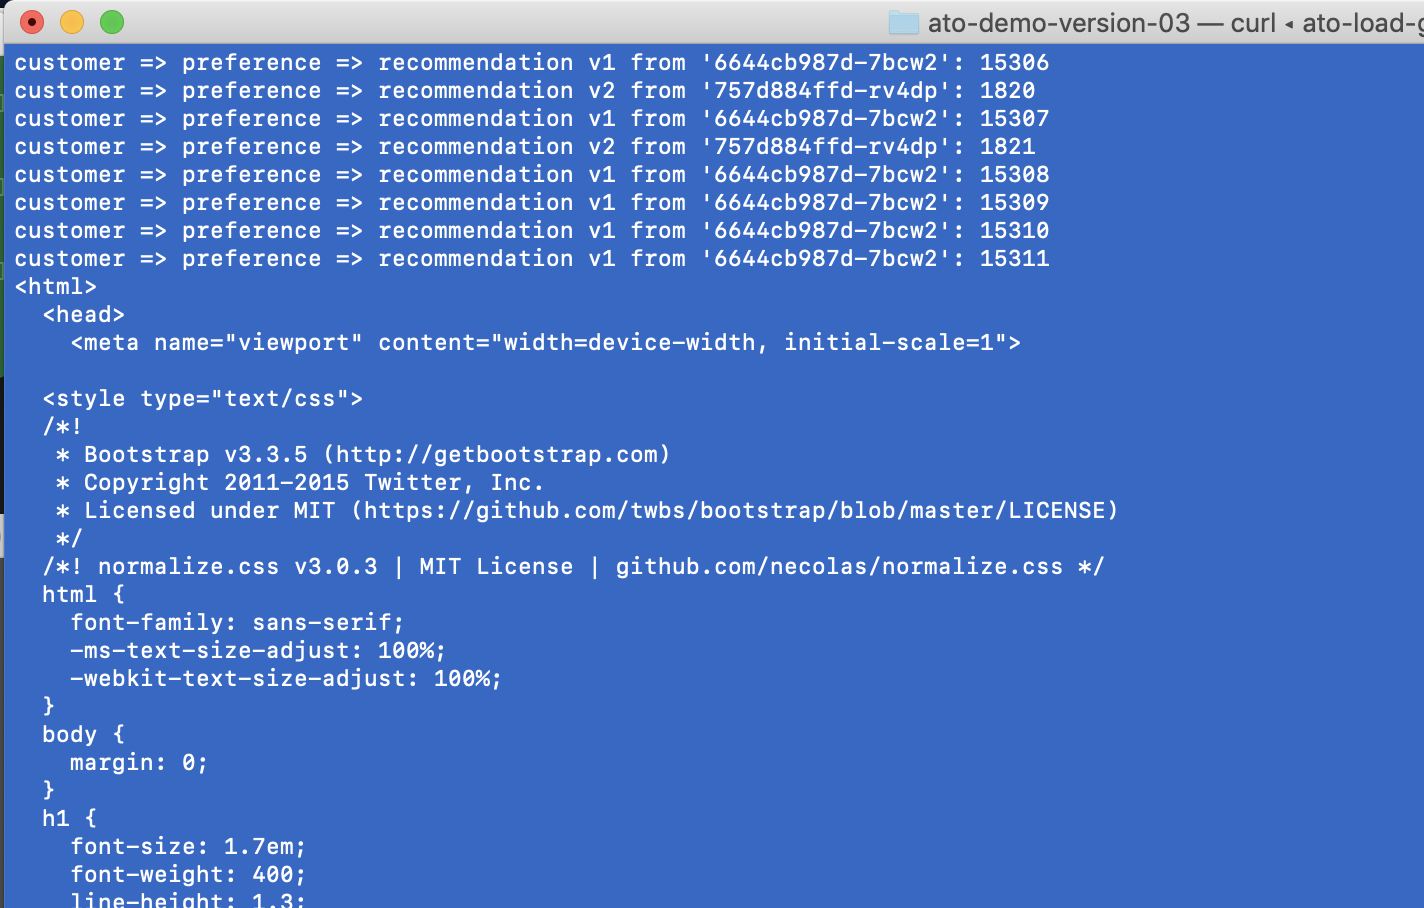 ato-demo-version-03 — curl ◂ ato-load-g
customer => preference => recommendation v1 from '6644cb987d-7bcw2': 15306
customer => preference => recommendation v2 from '757d884ffd-rv4dp': 1820
customer => preference => recommendation v1 from '6644cb987d-7bcw2': 15307
customer => preference => recommendation v2 from '757d884ffd-rv4dp': 1821
customer => preference => recommendation v1 from '6644cb987d-7bcw2': 15308
customer => preference => recommendation v1 from '6644cb987d-7bcw2': 15309
customer => preference => recommendation v1 from '6644cb987d-7bcw2': 15310
customer => preference => recommendation v1 from '6644cb987d-7bcw2': 15311
<html>
  <head>
    <meta name="viewport" content="width=device-width, initial-scale=1">

  <style type="text/css">
  /*!
   * Bootstrap v3.3.5 (http://getbootstrap.com)
   * Copyright 2011-2015 Twitter, Inc.
   * Licensed under MIT (https://github.com/twbs/bootstrap/blob/master/LICENSE)
   */
  /*! normalize.css v3.0.3 | MIT License | github.com/necolas/normalize.css */
  html {
    font-family: sans-serif;
    -ms-text-size-adjust: 100%;
    -webkit-text-size-adjust: 100%;
  }
  body {
    margin: 0;
  }
  h1 {
    font-size: 1.7em;
    font-weight: 400;
    line-height: 1.3;